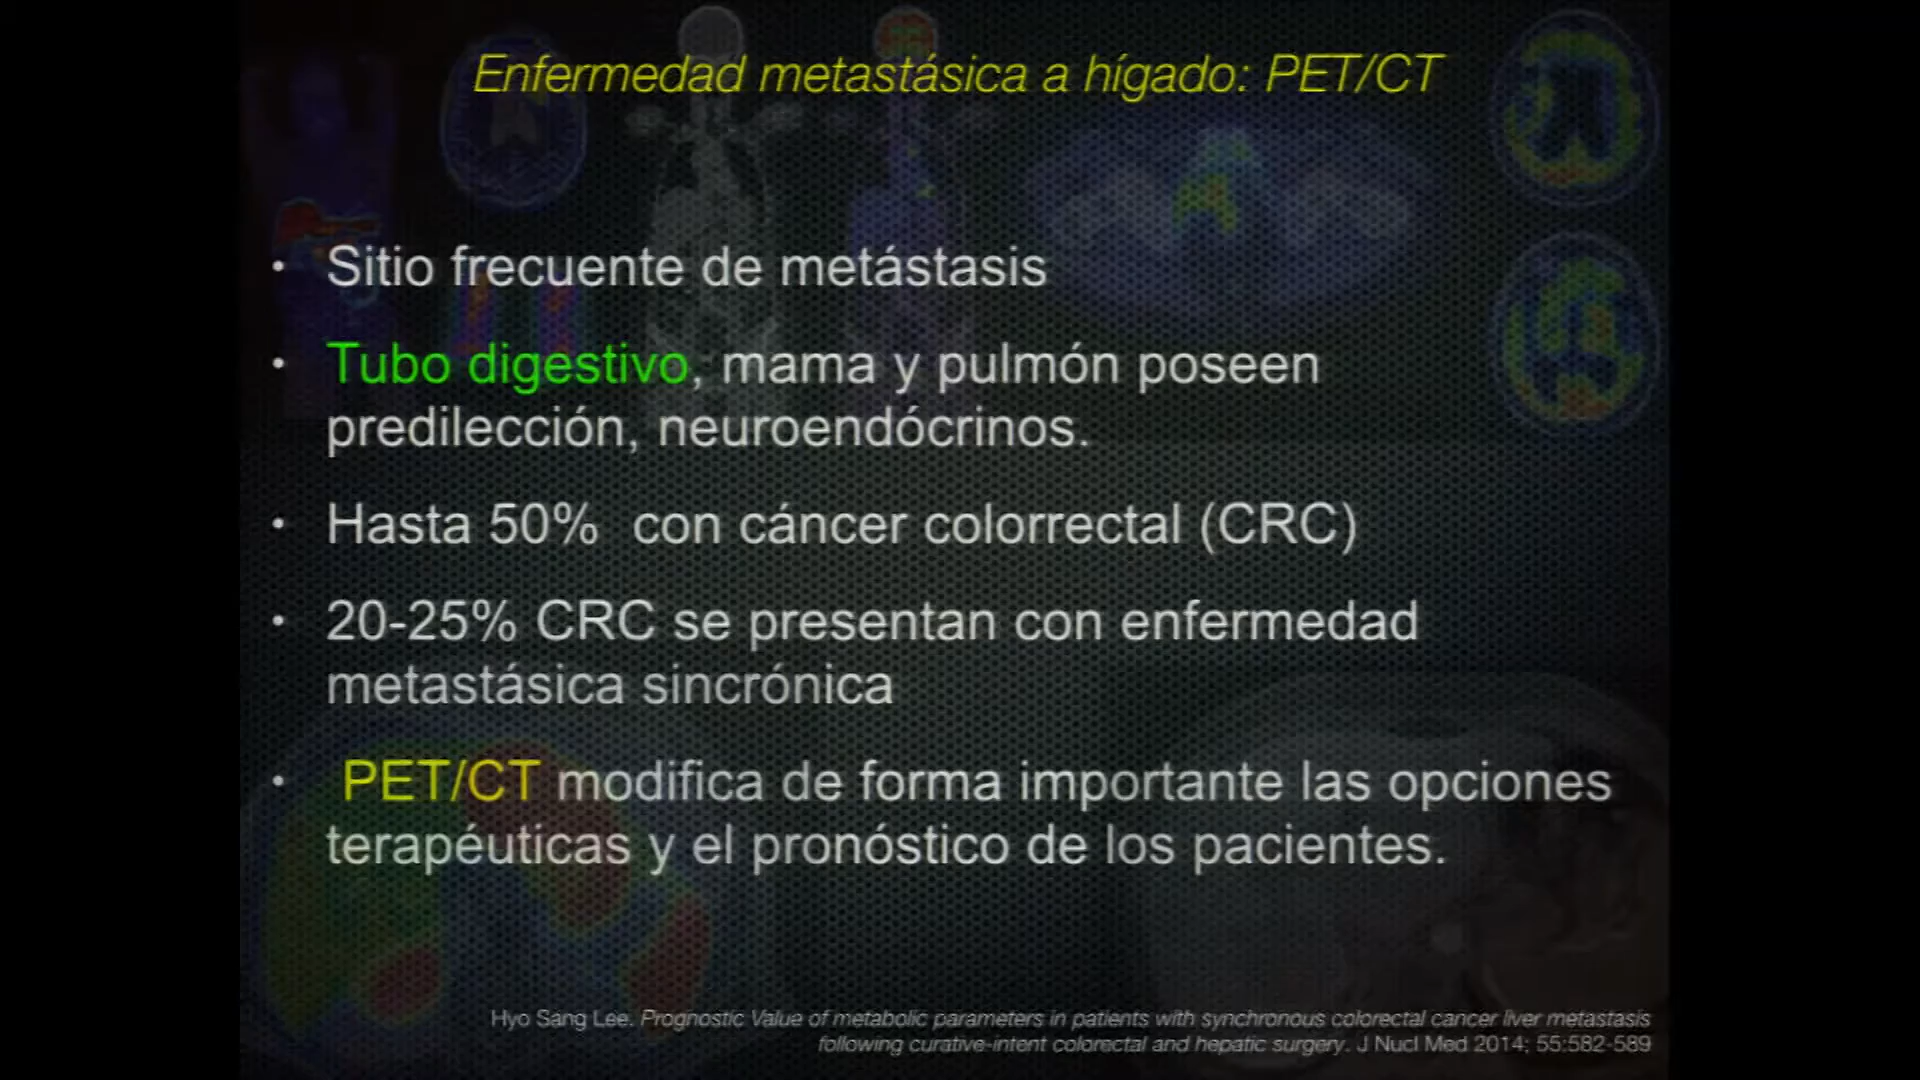 Enfermedad metastásica a hígado: PET/CT
• Sitio frecuente de metástasis
• Tubo digestivo, mama y pulmón poseen
predilección, neuroendócrinos.
• Hasta 50% con cáncer colorrectal (CRC)
• 20-25% CRC se presentan con enfermedad
metastásica sincrónica
• PET/CT modifica de forma importante las opciones
terapéuticas y el pronóstico de los pacientes.
Hyo Sang Lee. Prognostic Value of metabolic parameters in patients with synchronous colorectal cancer liver metastasis
following curative-intent colorectal and hepatic surgery. J Nucl Med 2014; 55:582-589